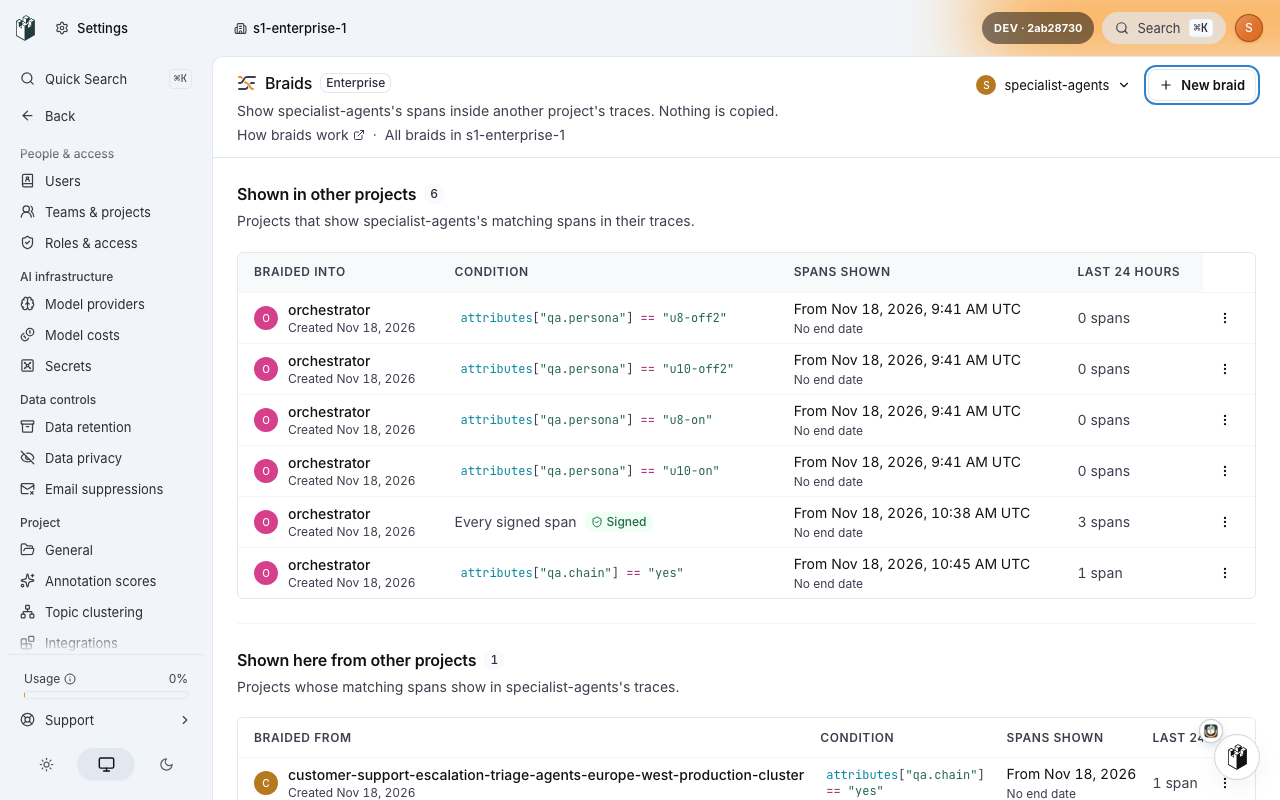 Settings
s1-enterprise-1
DEV · 2ab28730
Search ⌘K
S
Quick Search ⌘K
Back
People & access
Users
Teams & projects
Roles & access
AI infrastructure
Model providers
Model costs
Secrets
Data controls
Data retention
Data privacy
Email suppressions
Project
General
Annotation scores
Topic clustering
Integrations
Usage 0%
Support
Braids Enterprise
S specialist-agents
+ New braid
Show specialist-agents's spans inside another project's traces. Nothing is copied.
How braids work · All braids in s1-enterprise-1
Shown in other projects 6
Projects that show specialist-agents's matching spans in their traces.
BRAIDED INTO CONDITION SPANS SHOWN LAST 24 HOURS
O orchestrator attributes["qa.persona"] == "u8-off2" From Nov 18, 2026, 9:41 AM UTC 0 spans
Created Nov 18, 2026 No end date
O orchestrator attributes["qa.persona"] == "u10-off2" From Nov 18, 2026, 9:41 AM UTC 0 spans
Created Nov 18, 2026 No end date
O orchestrator attributes["qa.persona"] == "u8-on" From Nov 18, 2026, 9:41 AM UTC 0 spans
Created Nov 18, 2026 No end date
O orchestrator attributes["qa.persona"] == "u10-on" From Nov 18, 2026, 9:41 AM UTC 0 spans
Created Nov 18, 2026 No end date
O orchestrator Every signed span Signed From Nov 18, 2026, 10:38 AM UTC 3 spans
Created Nov 18, 2026 No end date
O orchestrator attributes["qa.chain"] == "yes" From Nov 18, 2026, 10:45 AM UTC 1 span
Created Nov 18, 2026 No end date
Shown here from other projects 1
Projects whose matching spans show in specialist-agents's traces.
BRAIDED FROM CONDITION SPANS SHOWN LAST 24
C customer-support-escalation-triage-agents-europe-west-production-cluster attributes["qa.chain"] From Nov 18, 2026 1 span
Created Nov 18, 2026 == "yes" No end date